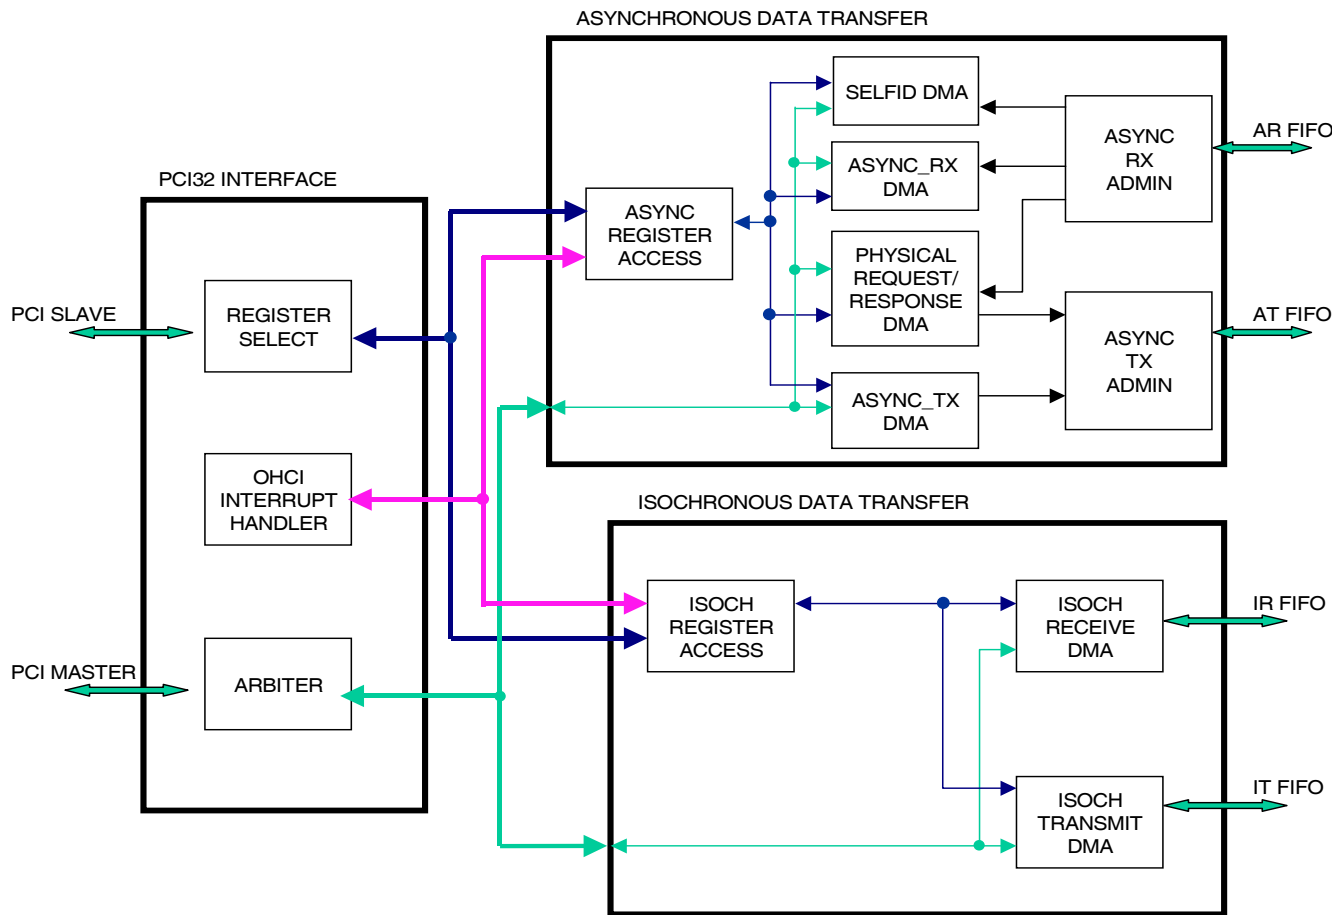 ASYNCHRONOUS DATA TRANSFER
SELFID DMA
ASYNC
RX
ADMIN
AR FIFO
ASYNC_RX
DMA
PCI32 INTERFACE
ASYNC
REGISTER
ACCESS
PHYSICAL
REQUEST/
RESPONSE
DMA
PCI SLAVE
REGISTER
SELECT
ASYNC
TX
ADMIN
AT FIFO
ASYNC_TX
DMA
OHCI
INTERRUPT
HANDLER
ISOCHRONOUS DATA TRANSFER
ISOCH
REGISTER
ACCESS
ISOCH
RECEIVE
DMA
IR FIFO
PCI MASTER
ARBITER
ISOCH
TRANSMIT
DMA
IT FIFO